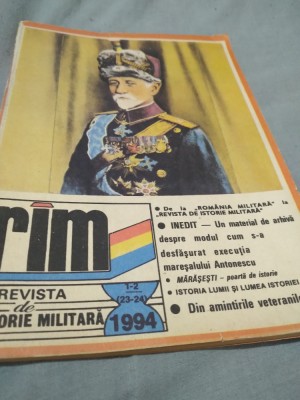 rim
REVISTA
de
ORIE MILITARĂ
1-2
(23-24)
1994
● De la „ROMÂNIA MILITARĂ" la
„REVISTA DE ISTORIE MILITARĂ"
● INEDIT — Un material de arhivă
despre modul cum s-a
desfășurat execuția
mareșalului Antonescu
● MĂRĂȘEȘTI - poartă de istorie
● ISTORIA LUMII ȘI LUMEA ISTORIEI
● Din amintirile veteranil